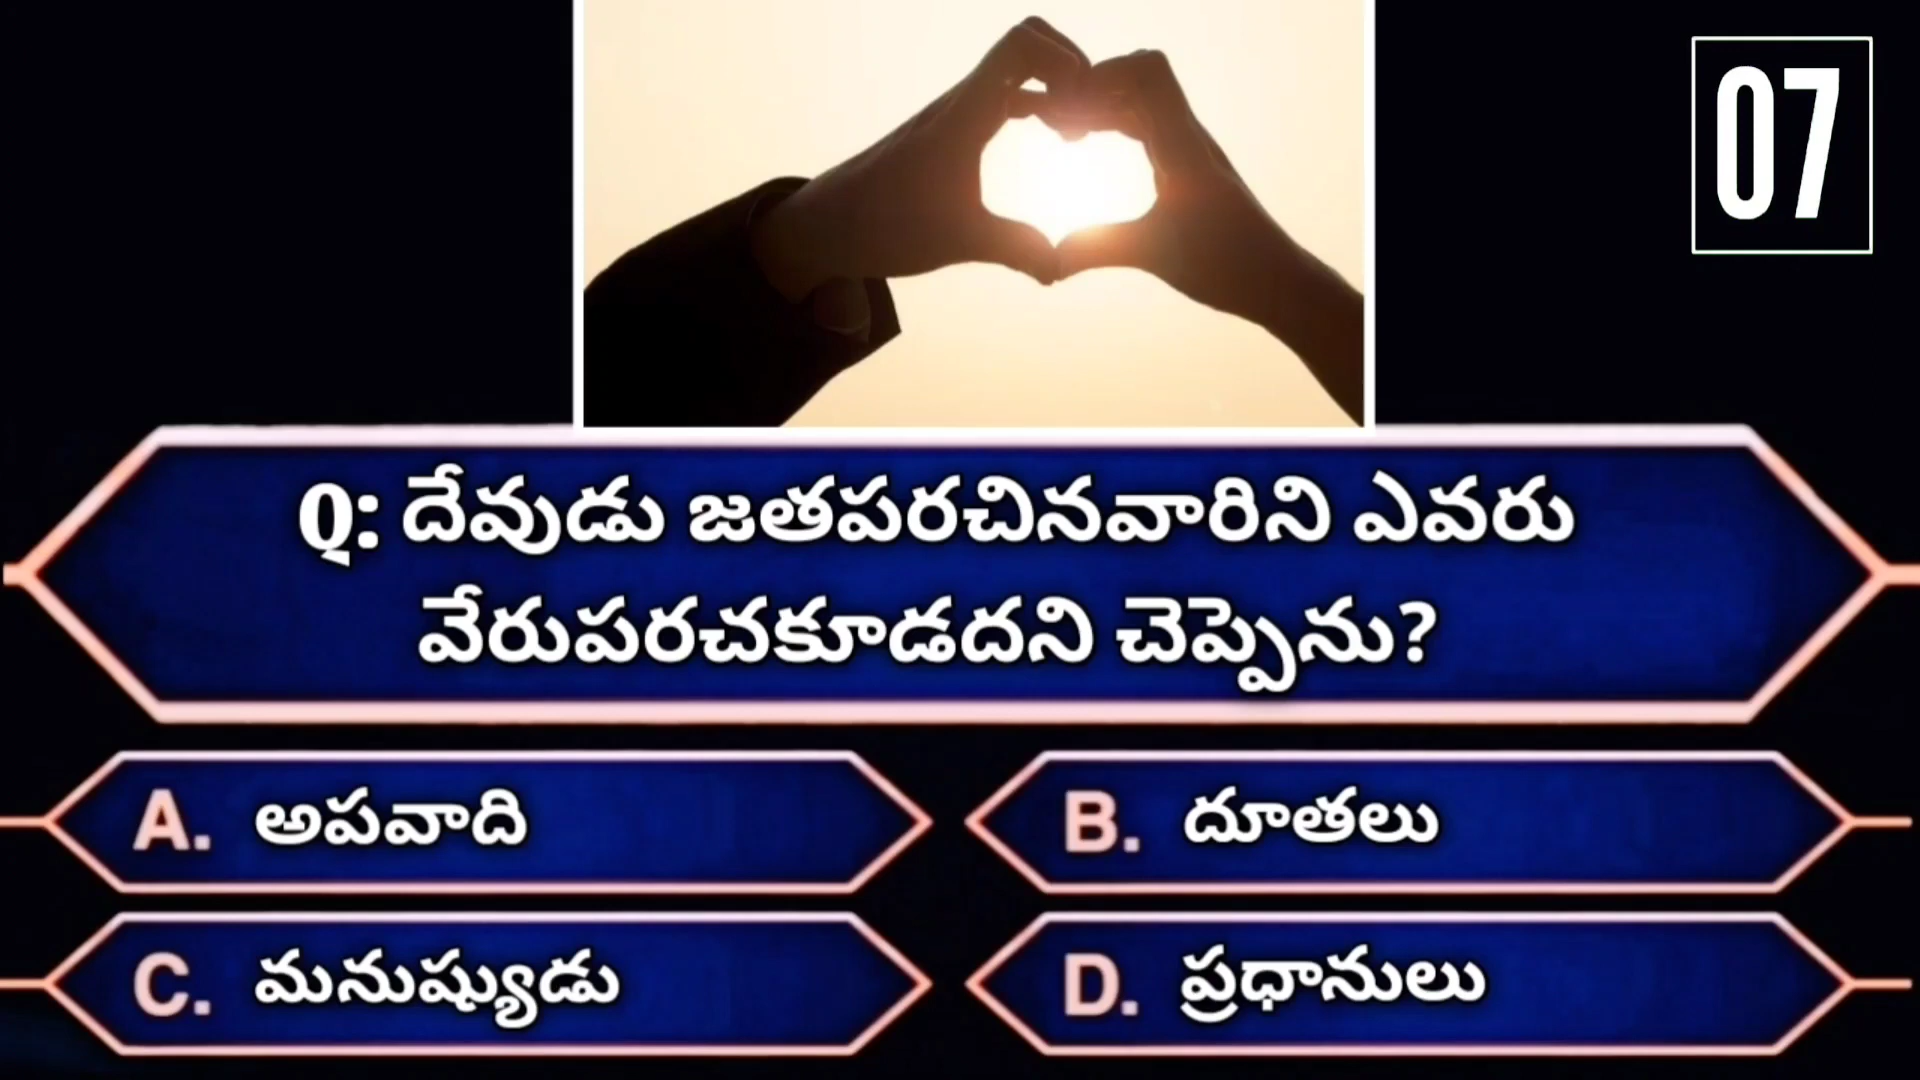 07
Q: దేవుడు జతపరచినవారిని ఎవరు
వేరుపరచకూడదని చెప్పెను?
A. అపవాది
B. దూతలు
C. మనుష్యుడు
D. ప్రధానులు